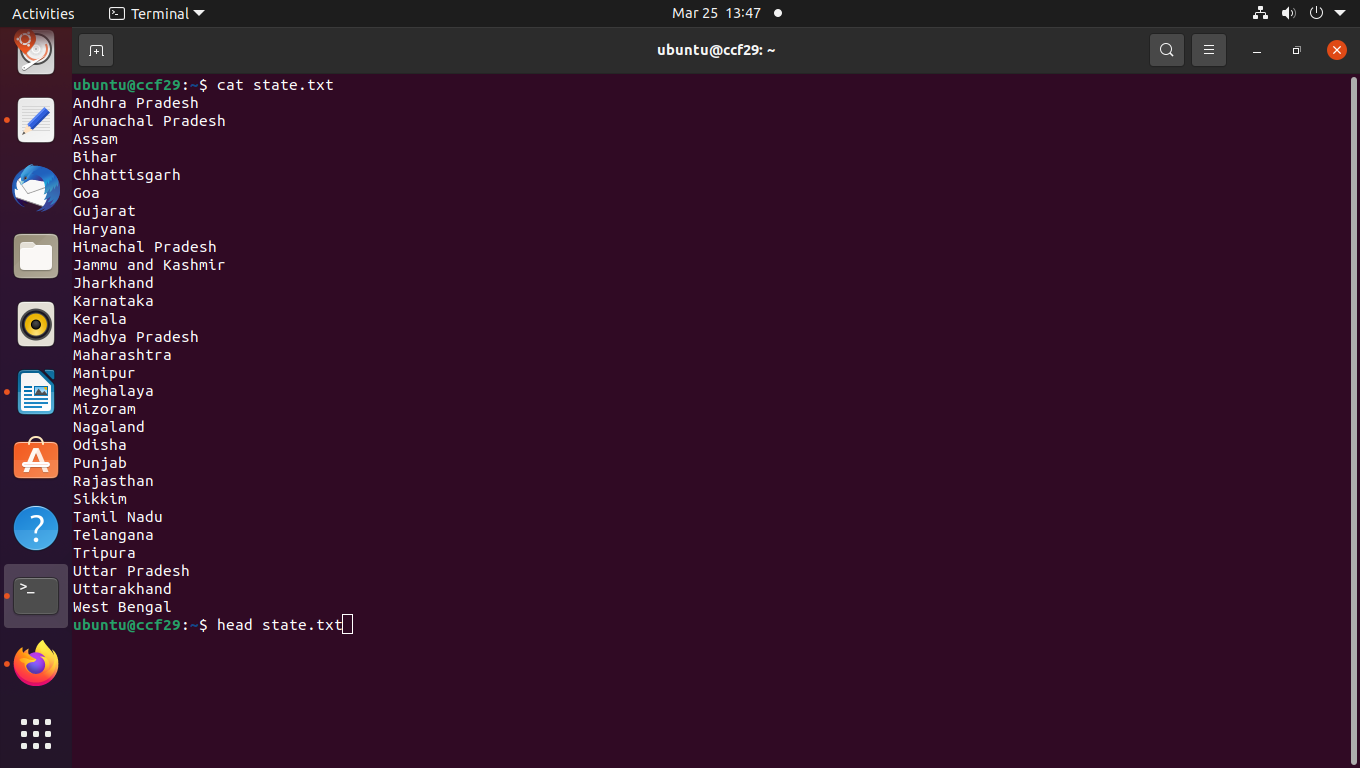 Activities Terminal Mar 25 13:47
ubuntu@ccf29: ~
ubuntu@ccf29:~$ cat state.txt
Andhra Pradesh
Arunachal Pradesh
Assam
Bihar
Chhattisgarh
Goa
Gujarat
Haryana
Himachal Pradesh
Jammu and Kashmir
Jharkhand
Karnataka
Kerala
Madhya Pradesh
Maharashtra
Manipur
Meghalaya
Mizoram
Nagaland
Odisha
Punjab
Rajasthan
Sikkim
Tamil Nadu
Telangana
Tripura
Uttar Pradesh
Uttarakhand
West Bengal
ubuntu@ccf29:~$ head state.txt